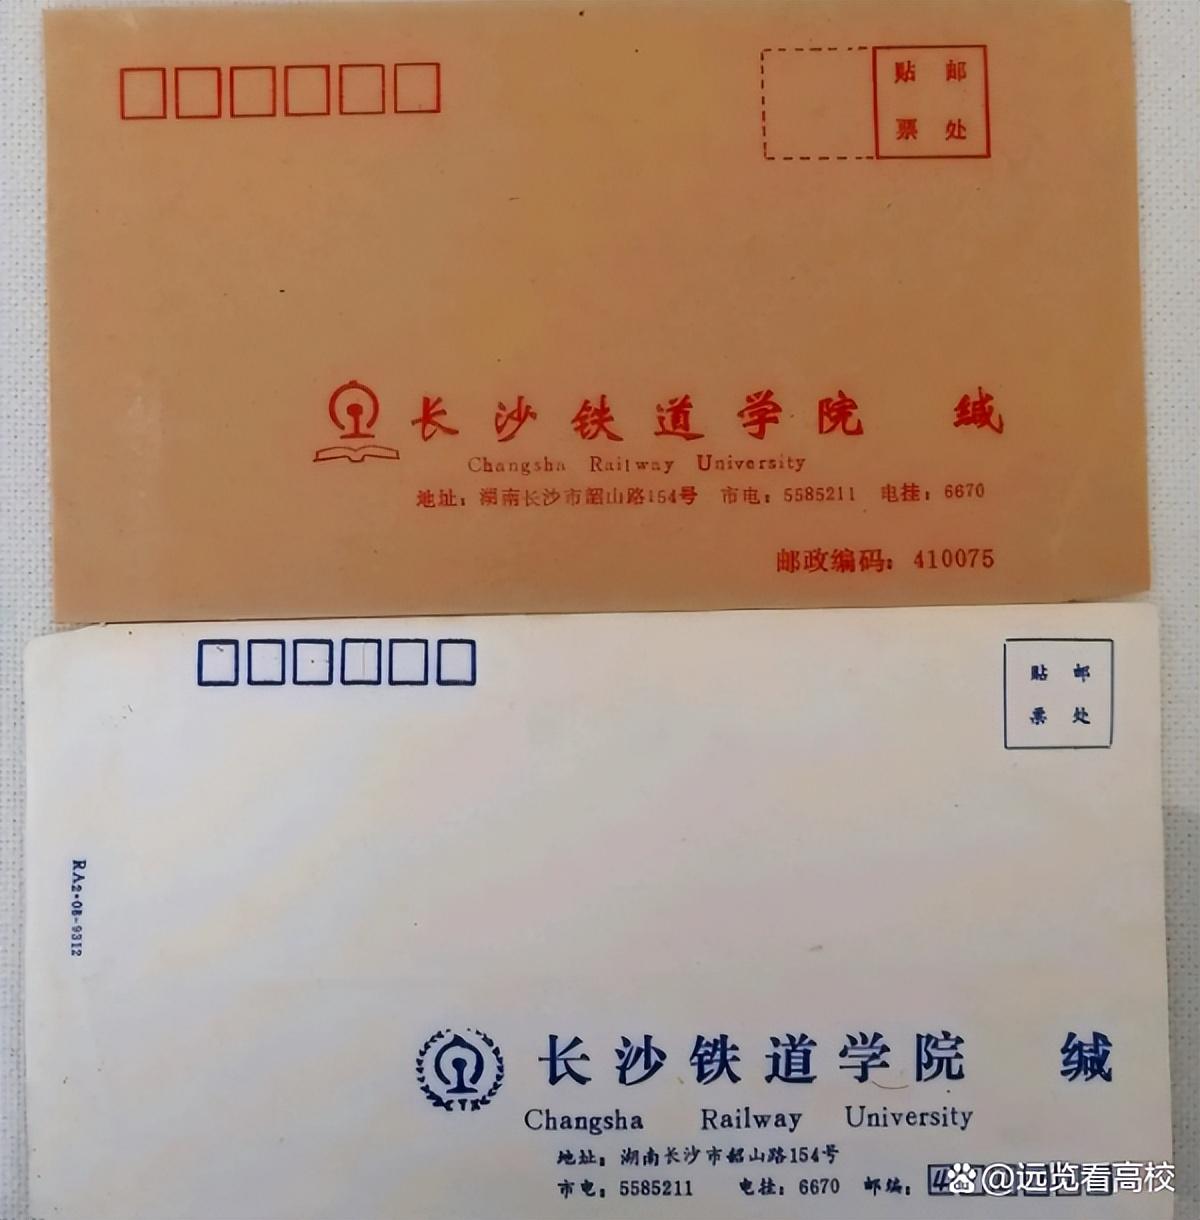 贴 邮
票 处
长沙铁道学院 缄
Changsha Railway University
地址：湖南长沙市韶山路154号 市电：5585211 电挂：6670
邮政编码：410075
贴 邮
票 处
RA2·0B-9312
长沙铁道学院 缄
Changsha Railway University
地址：湖南长沙市韶山路154号
市电：5585211 电挂：6670 邮编：4
@远览看高校